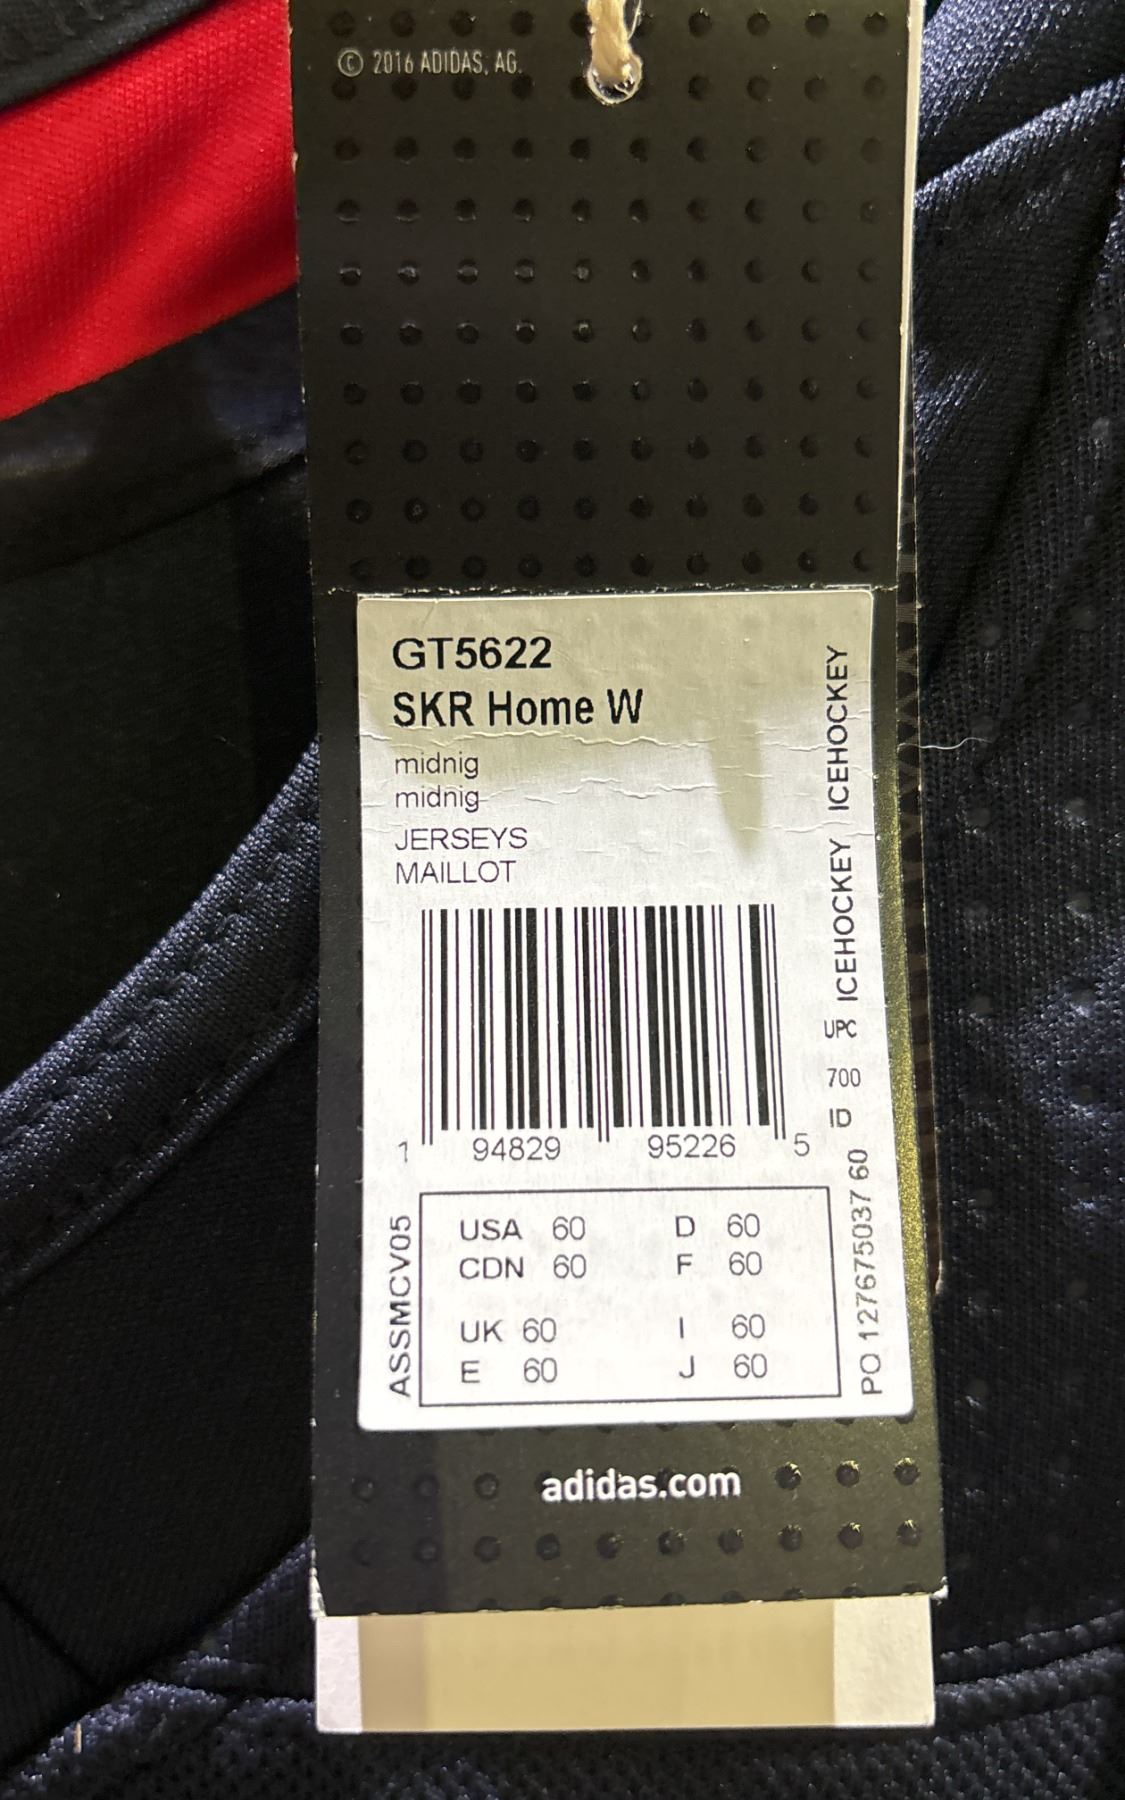 © 2016 ADIDAS, AG.
GT5622
SKR Home W
midnig
midnig
JERSEYS
MAILLOT
ICEHOCKEY ICEHOCKEY
UPC
700
ID
1 94829 95226 5
ASSMCV05
USA 60 D 60
CDN 60 F 60
UK 60 I 60
E 60 J 60
PO 127675037 60
adidas.com